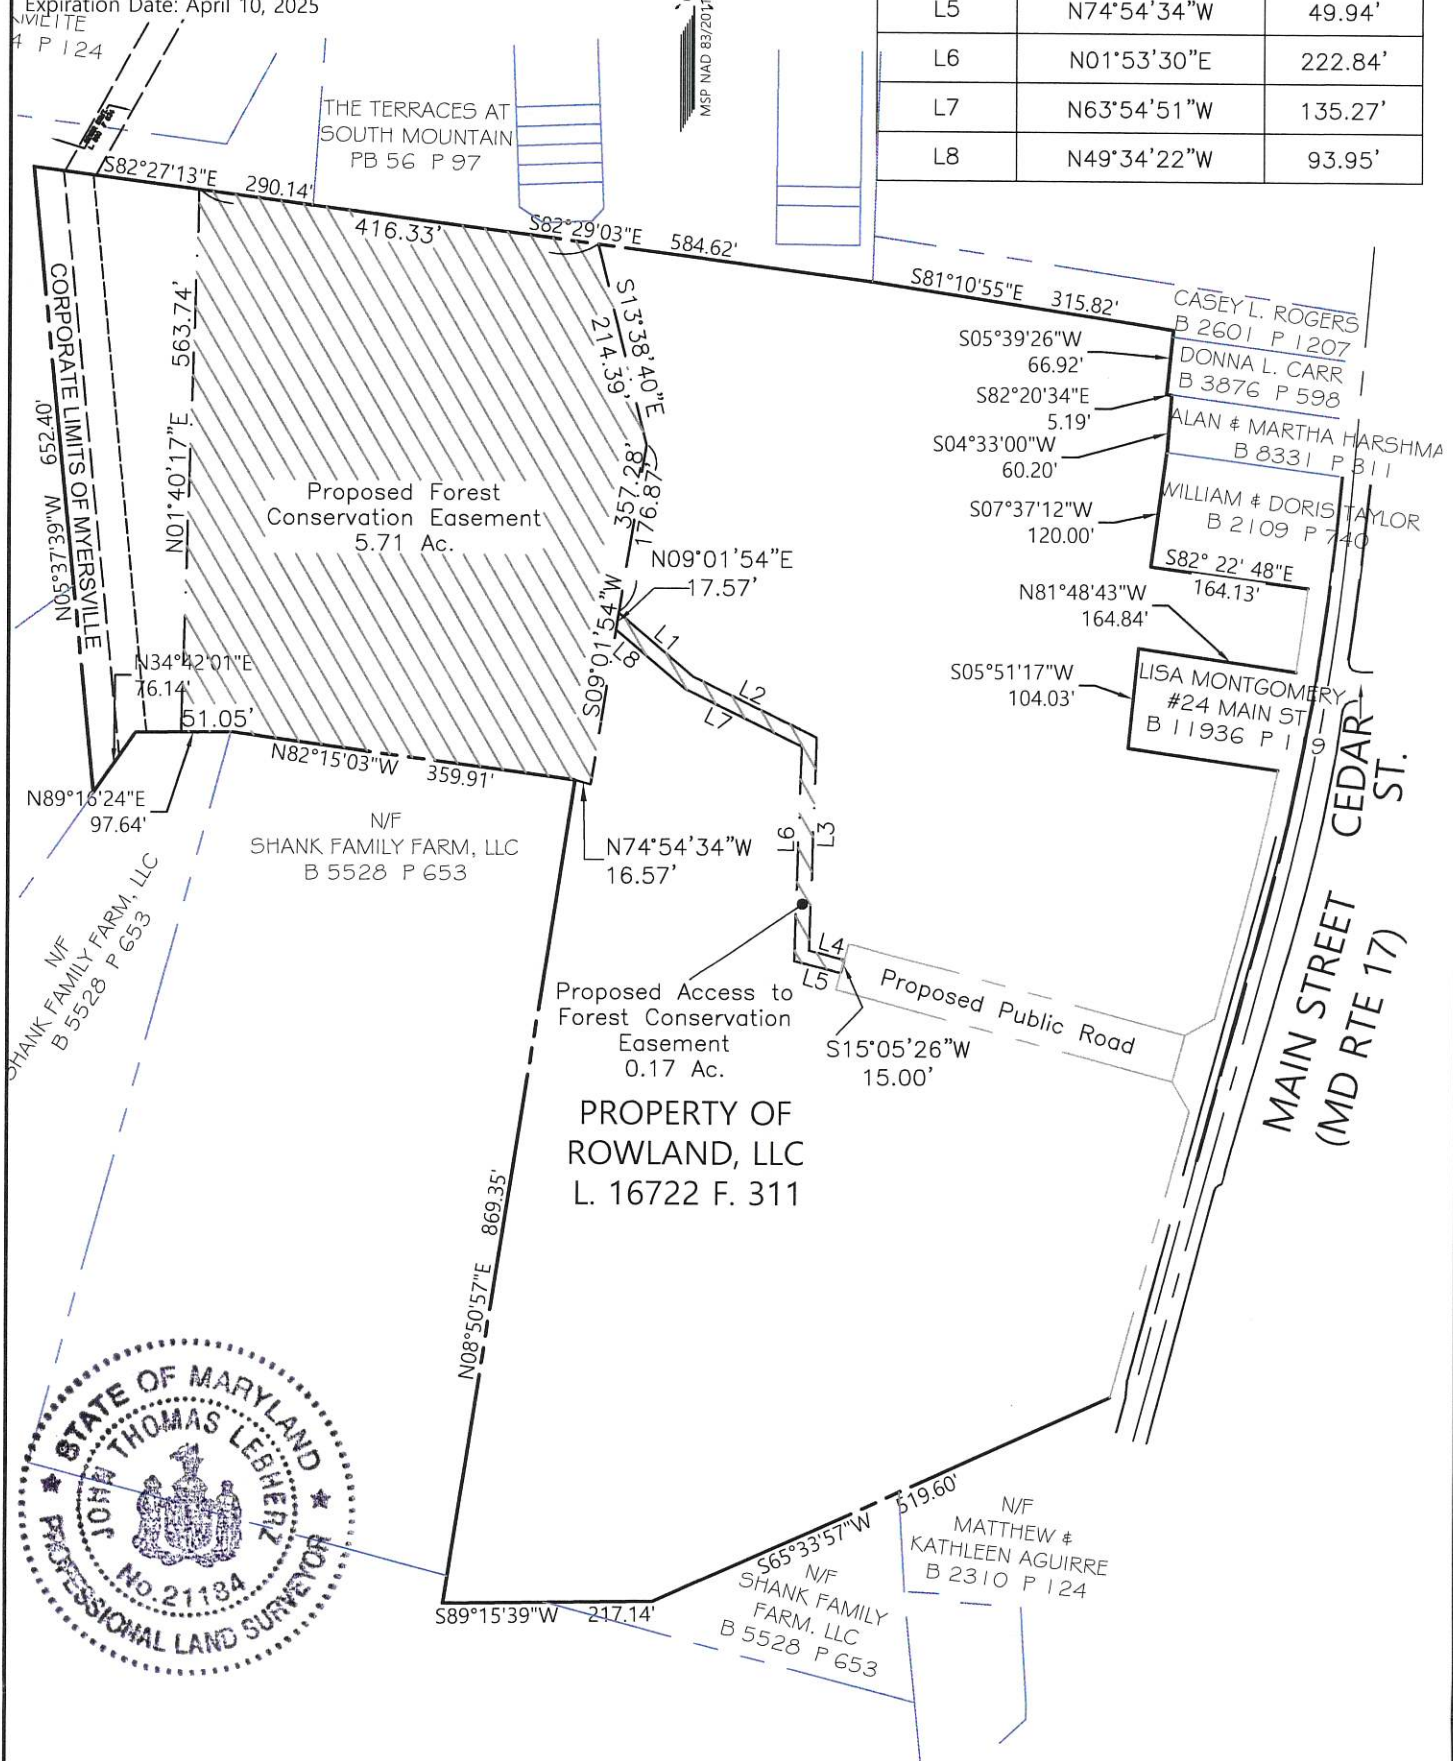 Expiration Date: April 10, 2025
P 124
MSP NAD 83/2011
L5 N74°54'34"W 49.94'
L6 N01°53'30"E 222.84'
L7 N63°54'51"W 135.27'
L8 N49°34'22"W 93.95'
THE TERRACES AT
SOUTH MOUNTAIN
PB 56 P 97
S82°27'13"E 290.14'
416.33'
S82°29'03"E 584.62'
S81°10'55"E 315.82'
CASEY L. ROGERS
B 2601 P 1207
S05°39'26"W
66.92'
DONNA L. CARR
B 3876 P 598
S82°20'34"E
5.19'
ALAN & MARTHA HARSHMA
B 8331 P 311
S04°33'00"W
60.20'
WILLIAM & DORIS TAYLOR
B 2109 P 740
S07°37'12"W
120.00'
S82° 22' 48"E
164.13'
N81°48'43"W
164.84'
S05°51'17"W
104.03'
LISA MONTGOMERY
#24 MAIN ST
B 11936 P 119
CORPORATE LIMITS OF MYERSVILLE
N05°37'39"W 652.40'
N01°40'17"E 563.74'
S13°38'40"E
214.39'
357.28'
176.87'
S09°01'54"W
Proposed Forest
Conservation Easement
5.71 Ac.
N09°01'54"E
17.57'
L1
L8
L2
L7
L6
L3
L4
L5
N34°42'01"E
76.14'
51.05'
N82°15'03"W 359.91'
N89°16'24"E
97.64'
N/F
SHANK FAMILY FARM, LLC
B 5528 P 653
N74°54'34"W
16.57'
N/F
SHANK FAMILY FARM, LLC
B 5528 P 653
Proposed Access to
Forest Conservation
Easement
0.17 Ac.
S15°05'26"W
15.00'
Proposed Public Road
CEDAR
ST.
MAIN STREET
(MD RTE 17)
PROPERTY OF
ROWLAND, LLC
L. 16722 F. 311
N08°50'57"E 869.35'
S89°15'39"W 217.14'
S65°33'57"W 519.60'
N/F
SHANK FAMILY
FARM. LLC
B 5528 P 653
N/F
MATTHEW &
KATHLEEN AGUIRRE
B 2310 P 124
STATE OF MARYLAND
JOHN THOMAS LEBHERZ
No. 21134
PROFESSIONAL LAND SURVEYOR